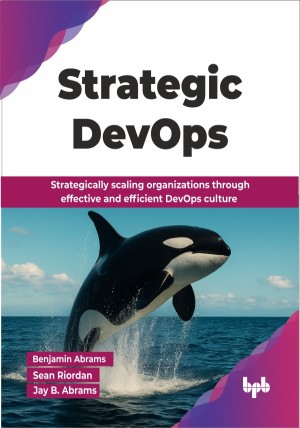 Strategic
DevOps
Strategically scaling organizations through
effective and efficient DevOps culture
Benjamin Abrams
Sean Riordan
Jay B. Abrams
bpb